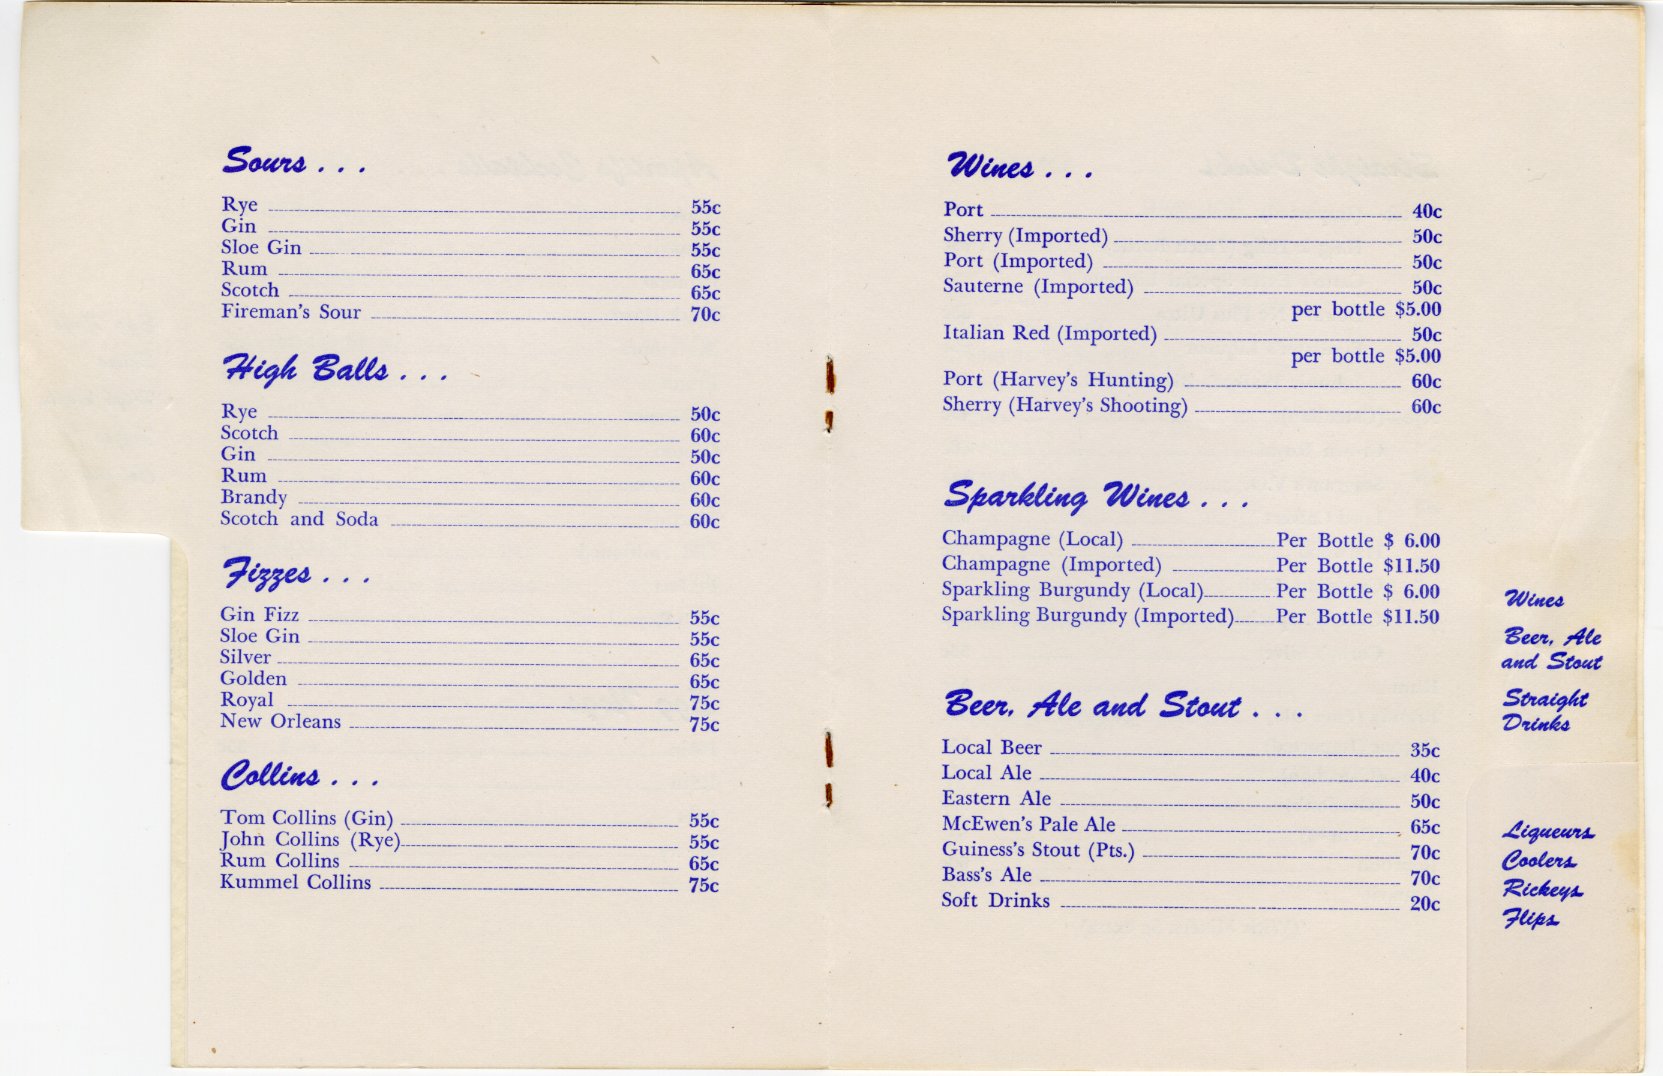 Sours . . .
Rye 55c
Gin 55c
Sloe Gin 55c
Rum 65c
Scotch 65c
Fireman's Sour 70c
High Balls . . .
Rye 50c
Scotch 60c
Gin 50c
Rum 60c
Brandy 60c
Scotch and Soda 60c
Fizzes . . .
Gin Fizz 55c
Sloe Gin 55c
Silver 65c
Golden 65c
Royal 75c
New Orleans 75c
Collins . . .
Tom Collins (Gin) 55c
John Collins (Rye) 55c
Rum Collins 65c
Kummel Collins 75c
Wines . . .
Port 40c
Sherry (Imported) 50c
Port (Imported) 50c
Sauterne (Imported) 50c
per bottle $5.00
Italian Red (Imported) 50c
per bottle $5.00
Port (Harvey's Hunting) 60c
Sherry (Harvey's Shooting) 60c
Sparkling Wines . . .
Champagne (Local) Per Bottle $ 6.00
Champagne (Imported) Per Bottle $11.50
Sparkling Burgundy (Local) Per Bottle $ 6.00
Sparkling Burgundy (Imported) Per Bottle $11.50
Beer, Ale and Stout . . .
Local Beer 35c
Local Ale 40c
Eastern Ale 50c
McEwen's Pale Ale 65c
Guiness's Stout (Pts.) 70c
Bass's Ale 70c
Soft Drinks 20c
Wines
Beer, Ale
and Stout
Straight
Drinks
Liqueurs
Coolers
Rickeys
Flips